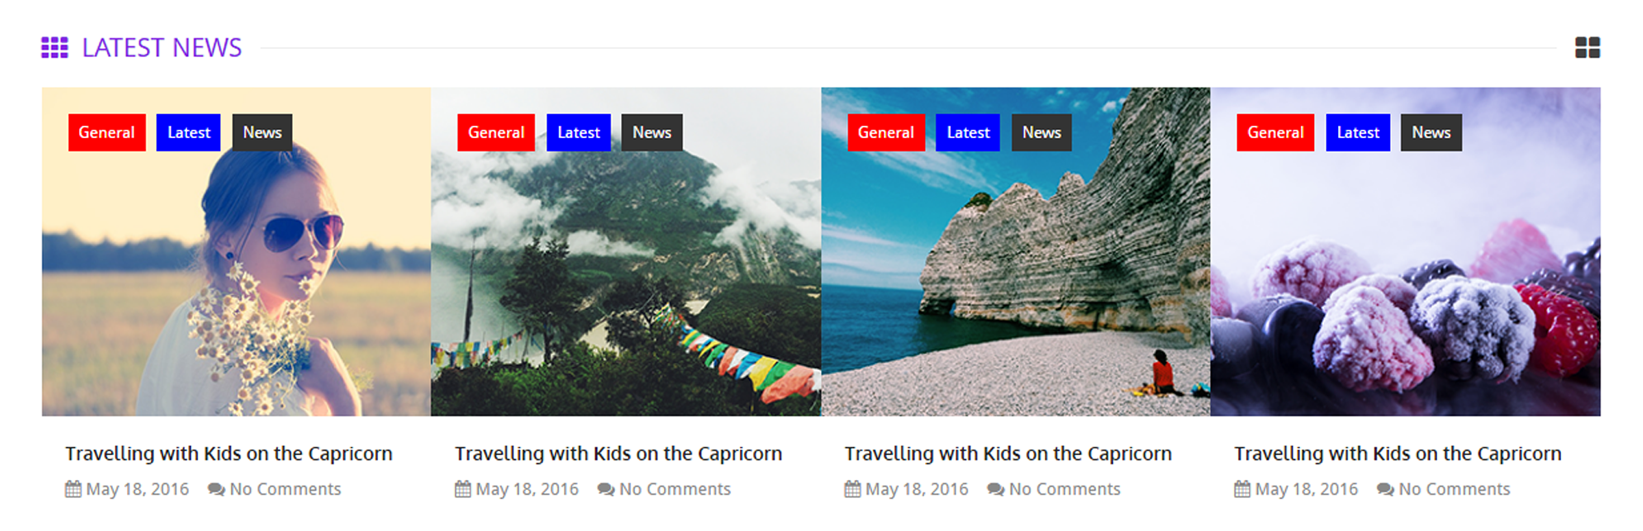 LATEST NEWS
General Latest News
General Latest News
General Latest News
General Latest News
Travelling with Kids on the Capricorn
May 18, 2016 No Comments
Travelling with Kids on the Capricorn
May 18, 2016 No Comments
Travelling with Kids on the Capricorn
May 18, 2016 No Comments
Travelling with Kids on the Capricorn
May 18, 2016 No Comments